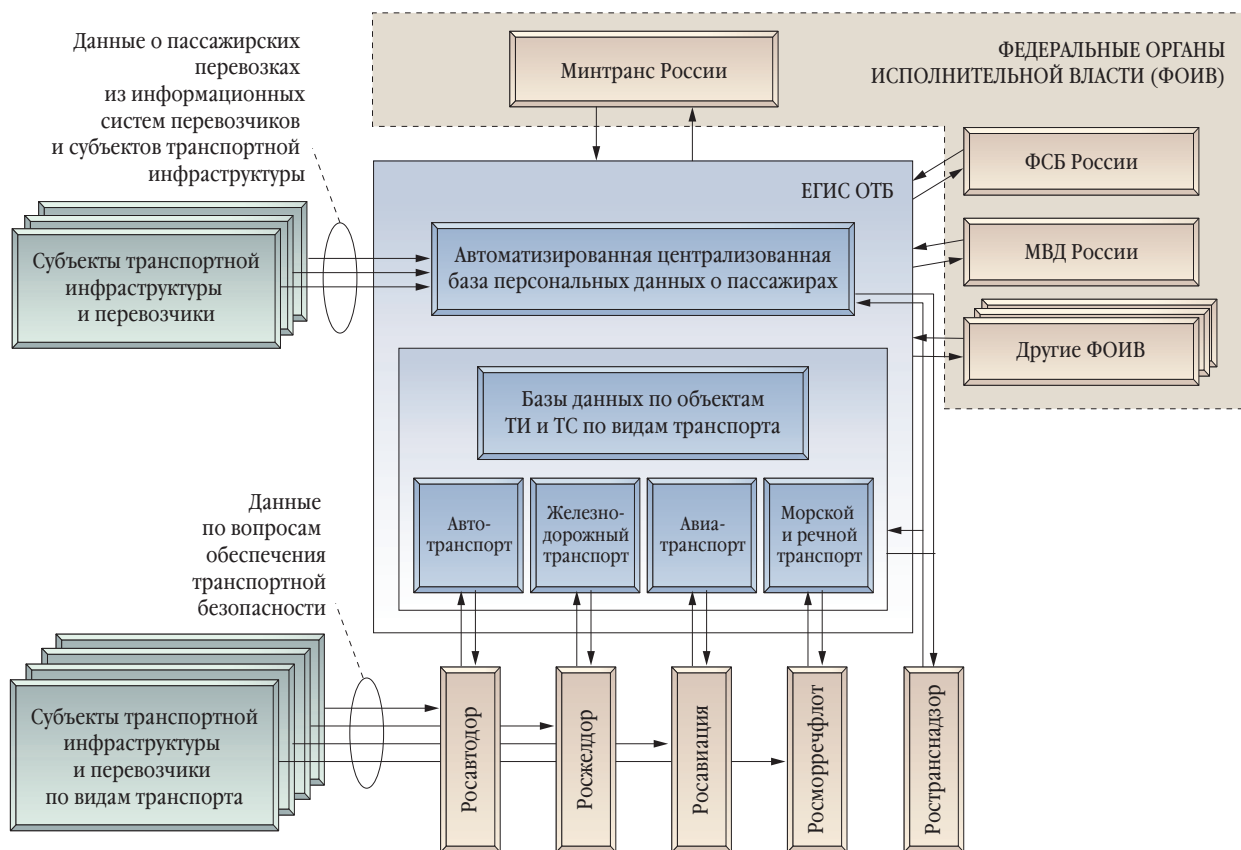 Данные о пассажирских
перевозках
из информационных
систем перевозчиков
и субъектов транспортной
инфраструктуры
Минтранс России
ФЕДЕРАЛЬНЫЕ ОРГАНЫ
ИСПОЛНИТЕЛЬНОЙ ВЛАСТИ (ФОИВ)
ФСБ России
ЕГИС ОТБ
МВД России
Субъекты транспортной
инфраструктуры
и перевозчики
Автоматизированная централизованная
база персональных данных о пассажирах
Другие ФОИВ
Базы данных по объектам
ТИ и ТС по видам транспорта
Авто-
транспорт
Железно-
дорожный
транспорт
Авиа-
транспорт
Морской
и речной
транспорт
Данные
по вопросам
обеспечения
транспортной
безопасности
Субъекты транспортной
инфраструктуры
и перевозчики
по видам транспорта
Росавтодор
Росжелдор
Росавиация
Росморречфлот
Ространснадзор